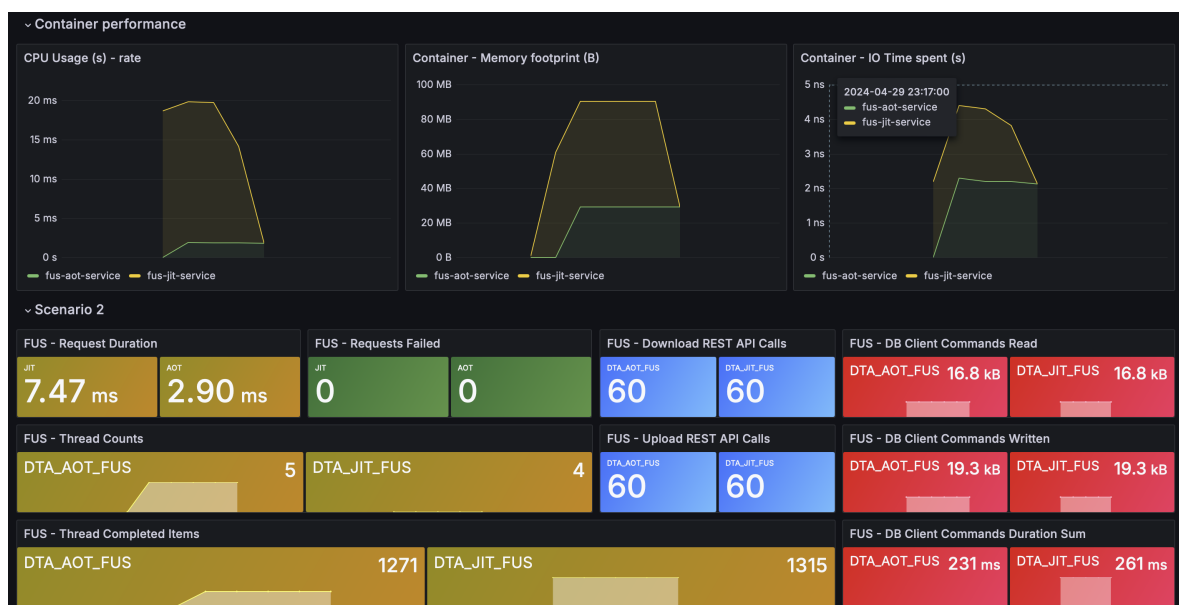 Container performance
CPU Usage (s) - rate
20 ms
15 ms
10 ms
5 ms
0 s
fus-aot-service fus-jit-service
Container - Memory footprint (B)
100 MB
80 MB
60 MB
40 MB
20 MB
0 B
fus-aot-service fus-jit-service
Container - IO Time spent (s)
5 ns
4 ns
3 ns
2 ns
1 ns
0 s
2024-04-29 23:17:00
fus-aot-service
fus-jit-service
fus-aot-service fus-jit-service
Scenario 2
FUS - Request Duration
JIT
7.47 ms
AOT
2.90 ms
FUS - Requests Failed
JIT
0
AOT
0
FUS - Download REST API Calls
DTA_AOT_FUS
60
DTA_JIT_FUS
60
FUS - DB Client Commands Read
DTA_AOT_FUS 16.8 kB
DTA_JIT_FUS 16.8 kB
FUS - Thread Counts
DTA_AOT_FUS 5
DTA_JIT_FUS 4
FUS - Upload REST API Calls
DTA_AOT_FUS
60
DTA_JIT_FUS
60
FUS - DB Client Commands Written
DTA_AOT_FUS 19.3 kB
DTA_JIT_FUS 19.3 kB
FUS - Thread Completed Items
DTA_AOT_FUS 1271
DTA_JIT_FUS 1315
FUS - DB Client Commands Duration Sum
DTA_AOT_FUS 231 ms
DTA_JIT_FUS 261 ms